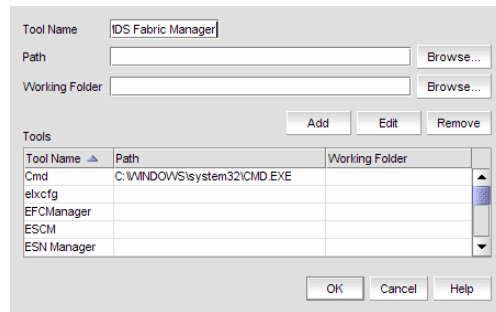 Tool Name IDS Fabric Manager
Path Browse...
Working Folder Browse...
Add Edit Remove
Tools
Tool Name Path Working Folder
Cmd C:\WINDOWS\system32\CMD.EXE
elxcfg
EFCManager
ESCM
ESN Manager
OK Cancel Help